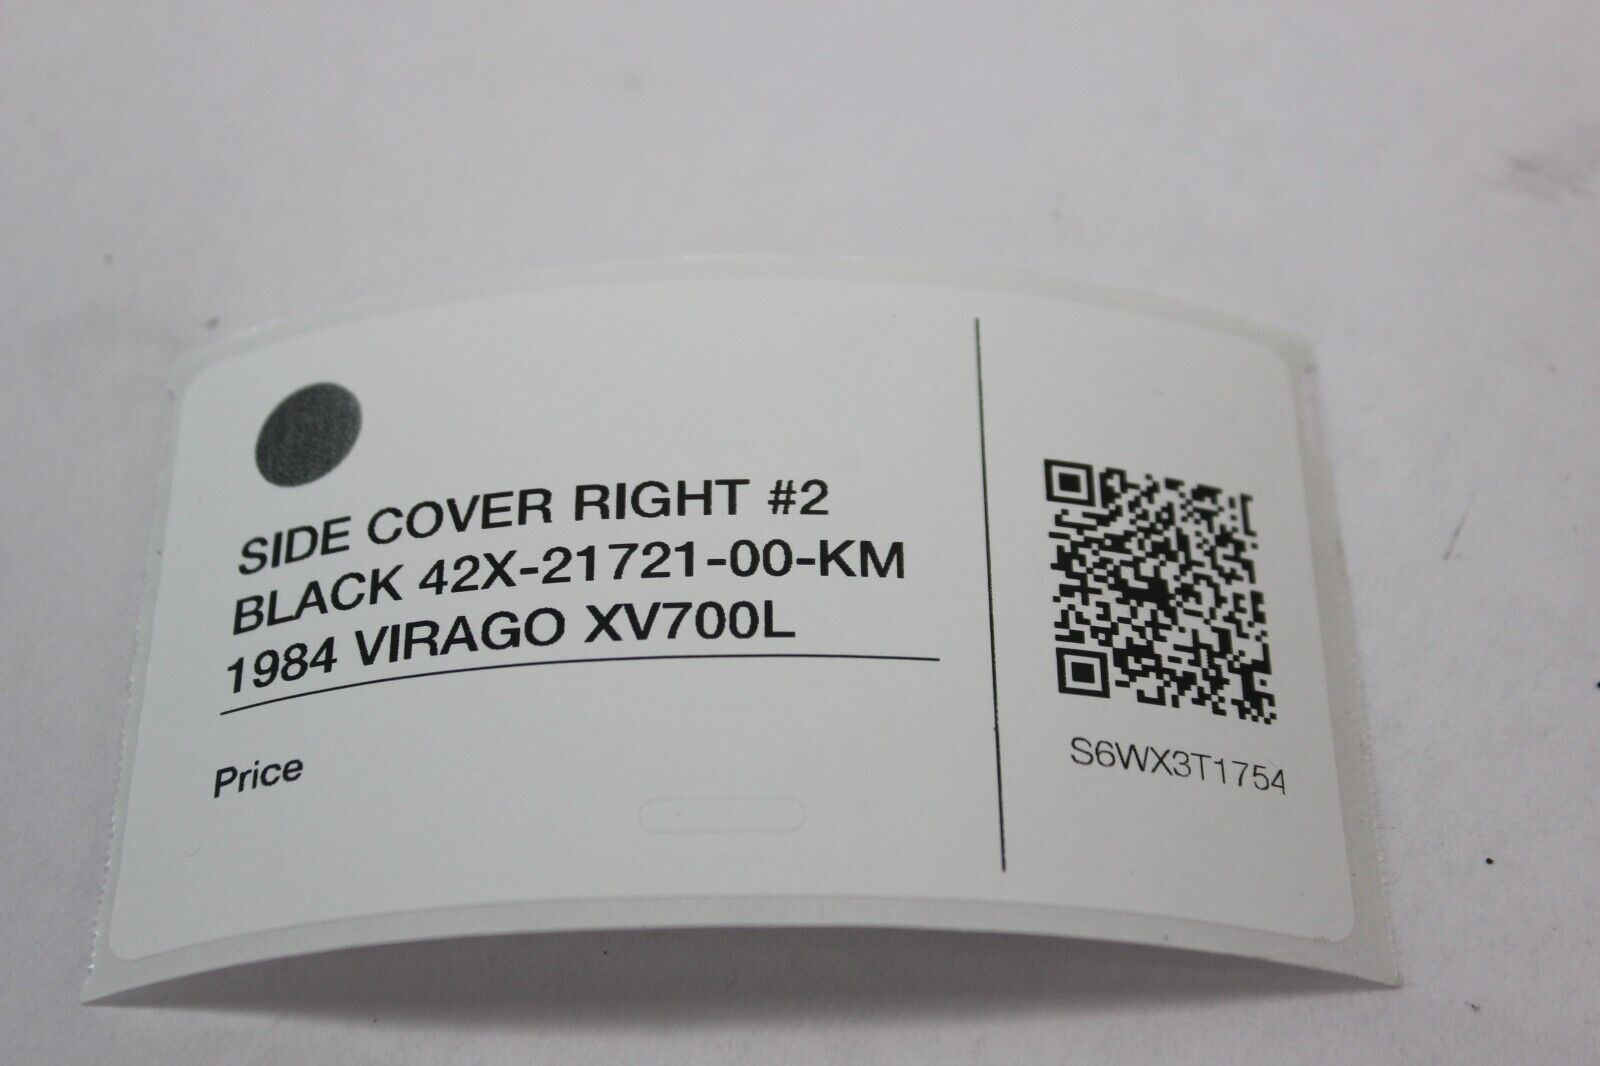 SIDE COVER RIGHT #2
BLACK 42X-21721-00-KM
1984 VIRAGO XV700L
Price
S6WX3T1754